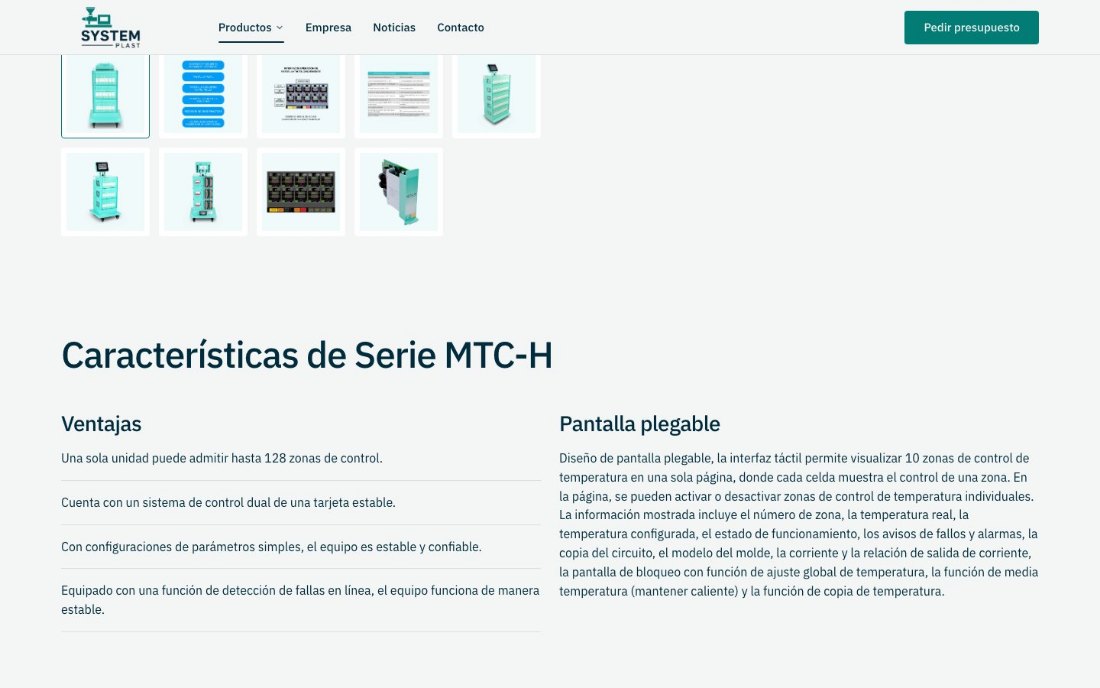 SYSTEM
PLAST
Productos
Empresa
Noticias
Contacto
Pedir presupuesto
Características de Serie MTC-H
Ventajas
Una sola unidad puede admitir hasta 128 zonas de control.
Cuenta con un sistema de control dual de una tarjeta estable.
Con configuraciones de parámetros simples, el equipo es estable y confiable.
Equipado con una función de detección de fallas en línea, el equipo funciona de manera
estable.
Pantalla plegable
Diseño de pantalla plegable, la interfaz táctil permite visualizar 10 zonas de control de
temperatura en una sola página, donde cada celda muestra el control de una zona. En
la página, se pueden activar o desactivar zonas de control de temperatura individuales.
La información mostrada incluye el número de zona, la temperatura real, la
temperatura configurada, el estado de funcionamiento, los avisos de fallos y alarmas, la
copia del circuito, el modelo del molde, la corriente y la relación de salida de corriente,
la pantalla de bloqueo con función de ajuste global de temperatura, la función de media
temperatura (mantener caliente) y la función de copia de temperatura.